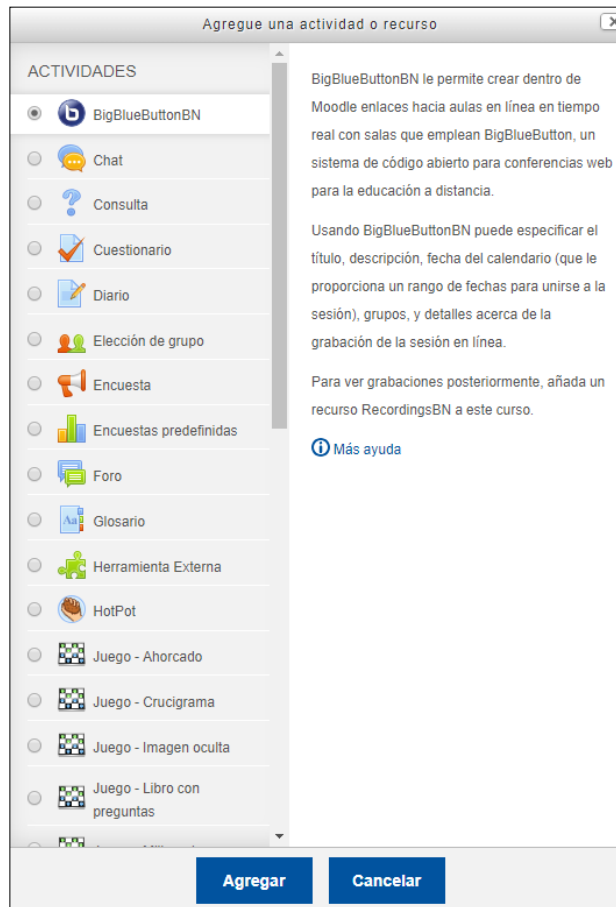 Agregue una actividad o recurso
ACTIVIDADES
BigBlueButtonBN
Chat
Consulta
Cuestionario
Diario
Elección de grupo
Encuesta
Encuestas predefinidas
Foro
Glosario
Herramienta Externa
HotPot
Juego - Ahorcado
Juego - Crucigrama
Juego - Imagen oculta
Juego - Libro con
preguntas
BigBlueButtonBN le permite crear dentro de
Moodle enlaces hacia aulas en línea en tiempo
real con salas que emplean BigBlueButton, un
sistema de código abierto para conferencias web
para la educación a distancia.
Usando BigBlueButtonBN puede especificar el
título, descripción, fecha del calendario (que le
proporciona un rango de fechas para unirse a la
sesión), grupos, y detalles acerca de la
grabación de la sesión en línea.
Para ver grabaciones posteriormente, añada un
recurso RecordingsBN a este curso.
Más ayuda
Agregar
Cancelar